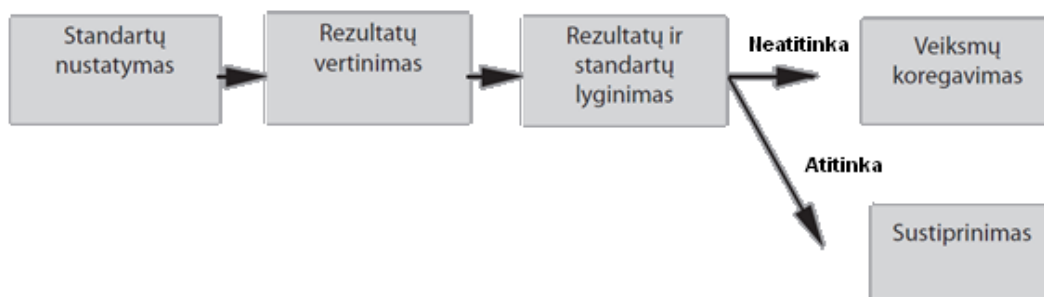 Standartų
nustatymas
Rezultatų
vertinimas
Rezultatų ir
standartų
lyginimas
Neatitinka
Veiksmų
koregavimas
Atitinka
Sustiprinimas